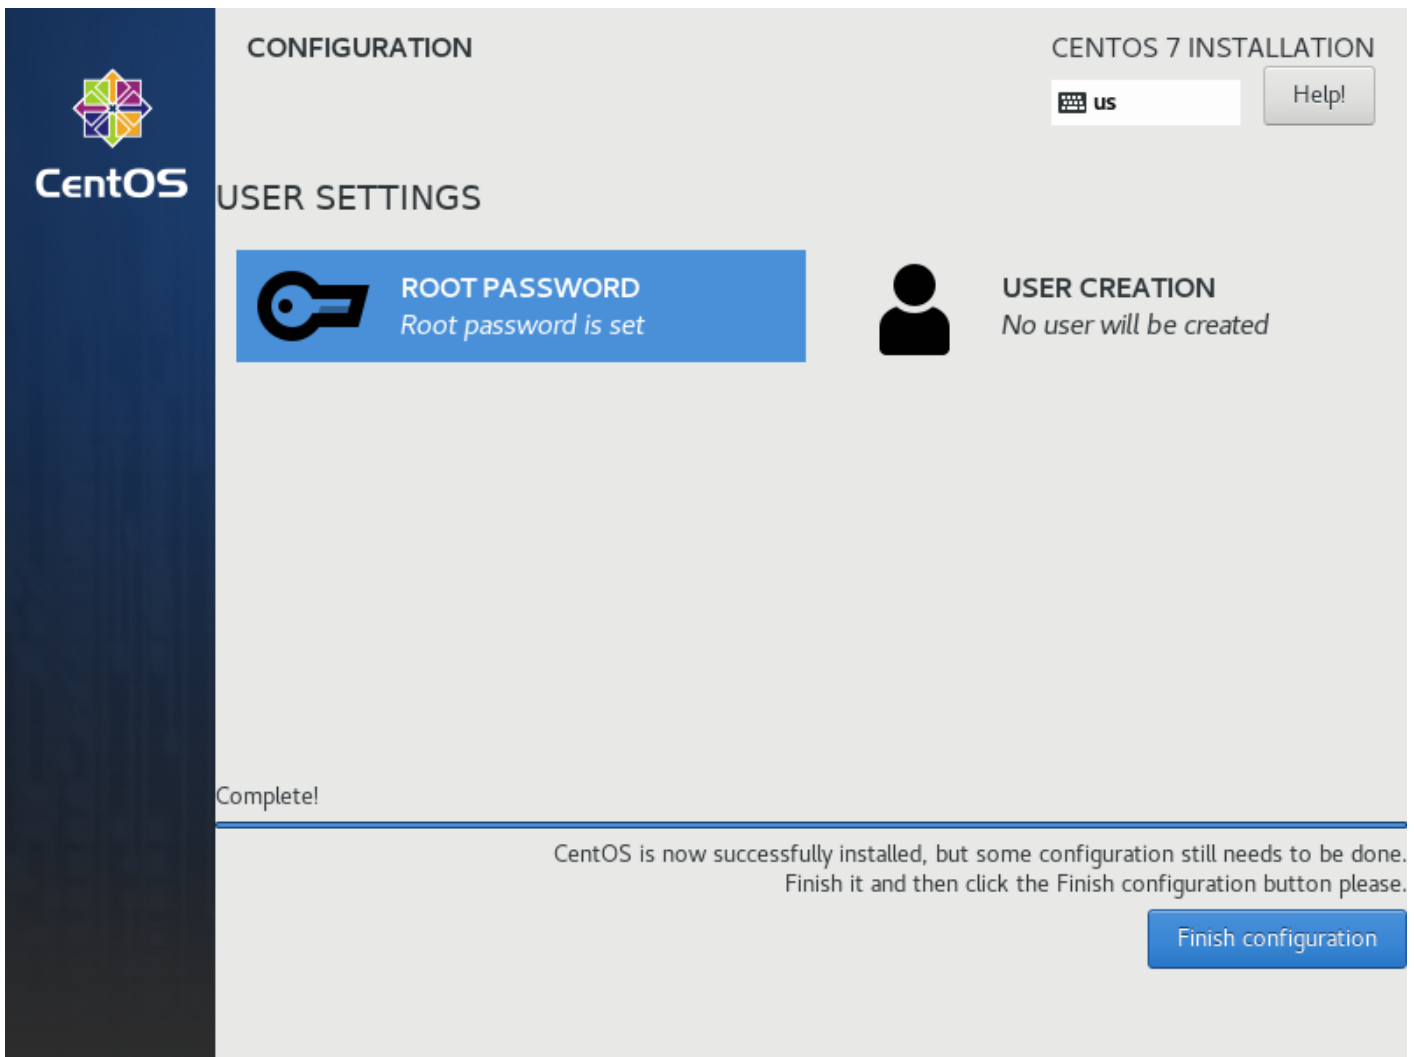 CONFIGURATION
CENTOS 7 INSTALLATION
us
Help!
CentOS
USER SETTINGS
ROOT PASSWORD
Root password is set
USER CREATION
No user will be created
Complete!
CentOS is now successfully installed, but some configuration still needs to be done.
Finish it and then click the Finish configuration button please.
Finish configuration